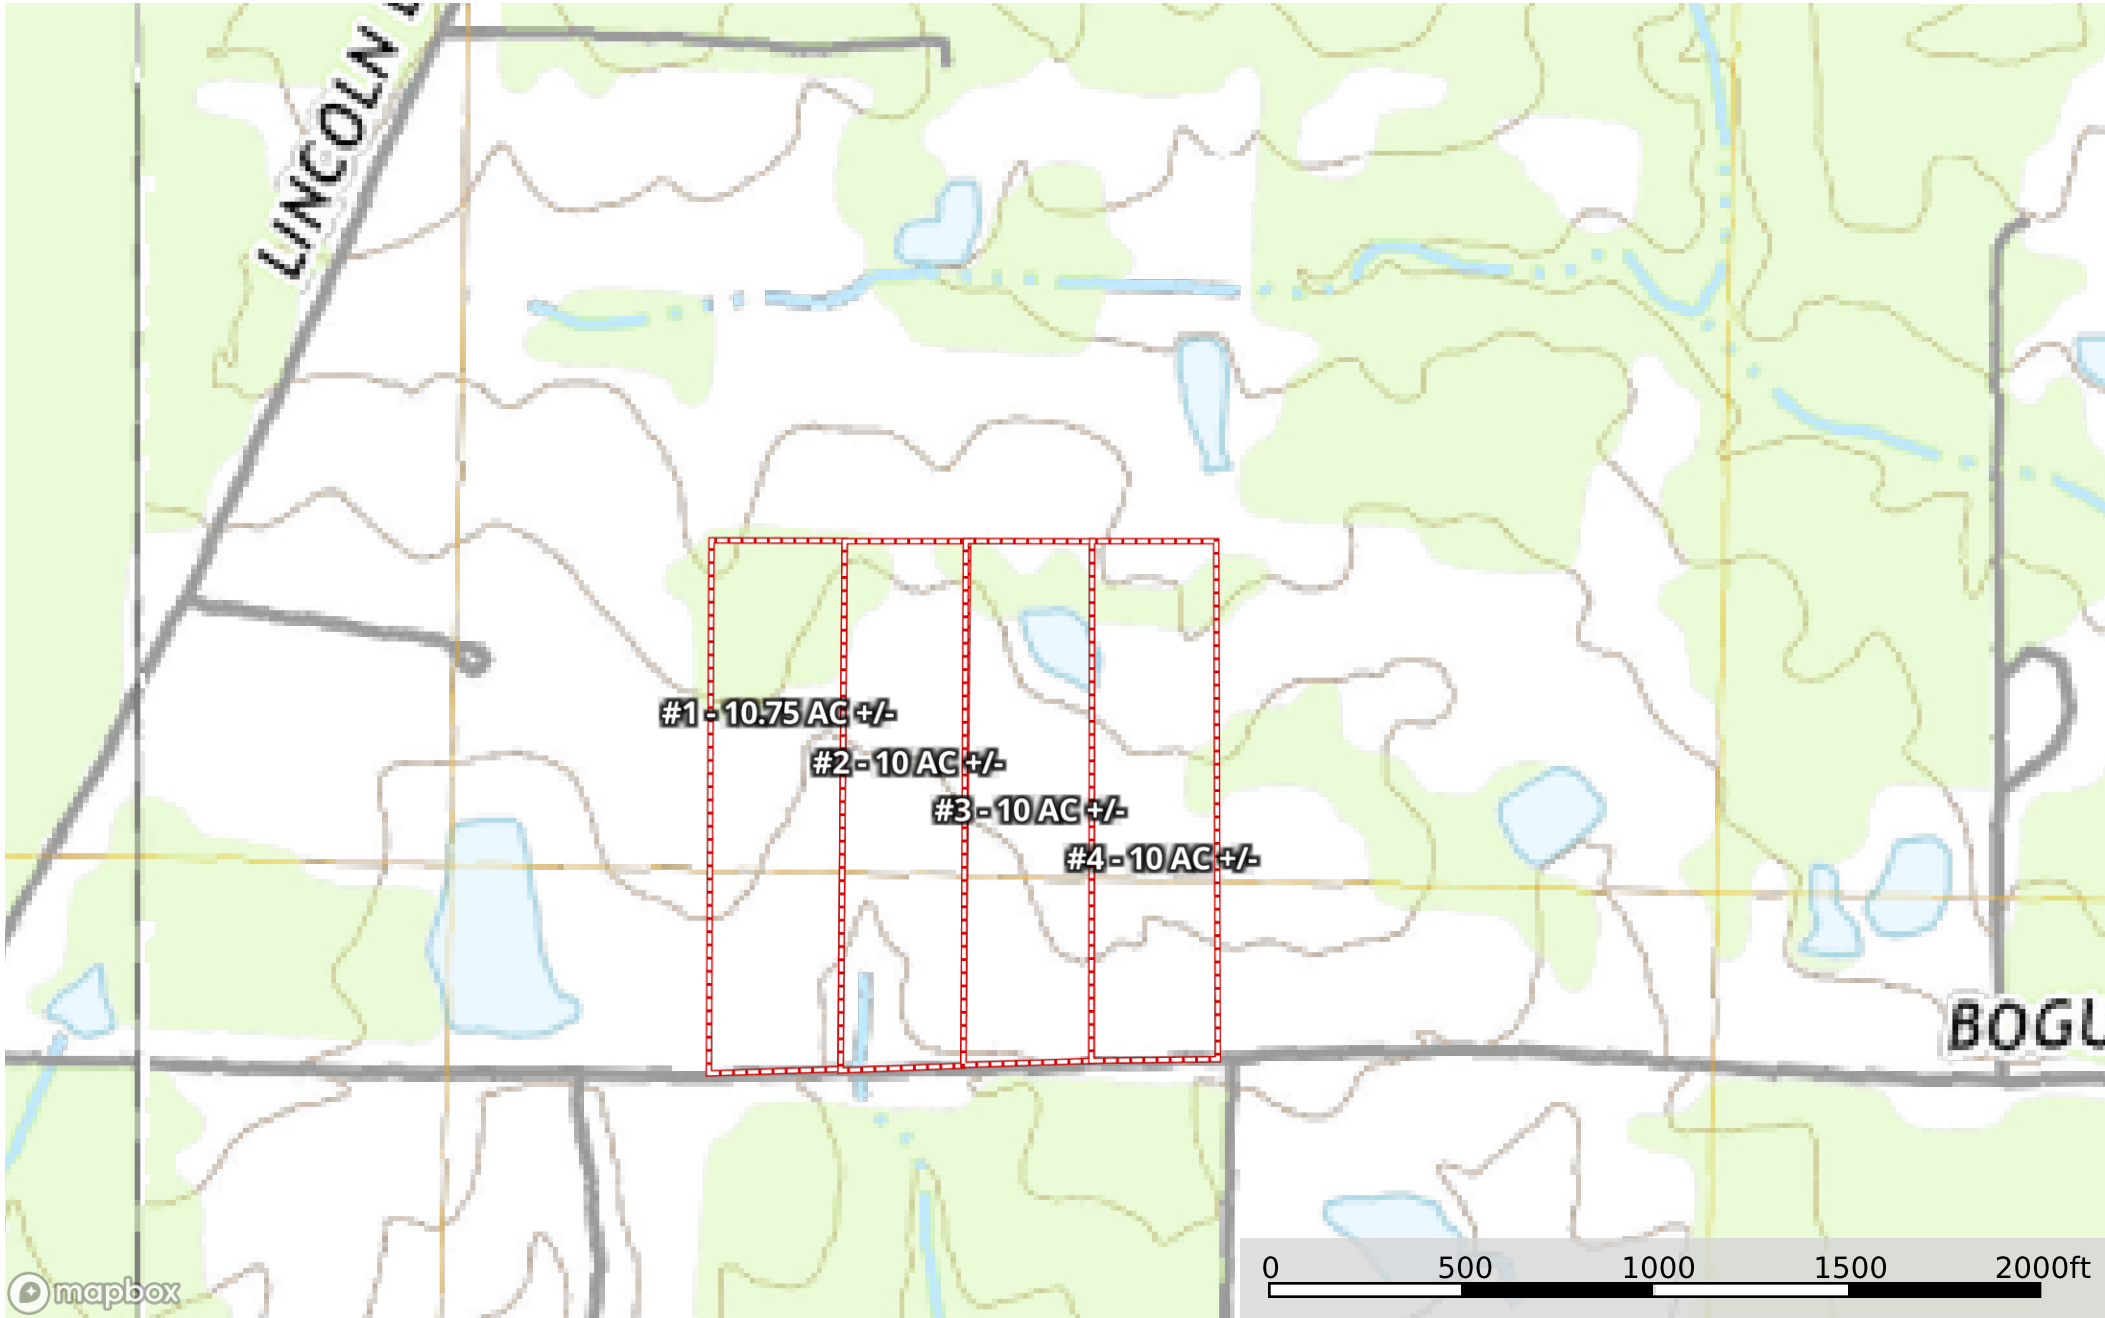 LINCOLN
#1 - 10.75 AC +/-
#2 - 10 AC +/-
#3 - 10 AC +/-
#4 - 10 AC +/-
BOGU
0 500 1000 1500 2000ft
mapbox